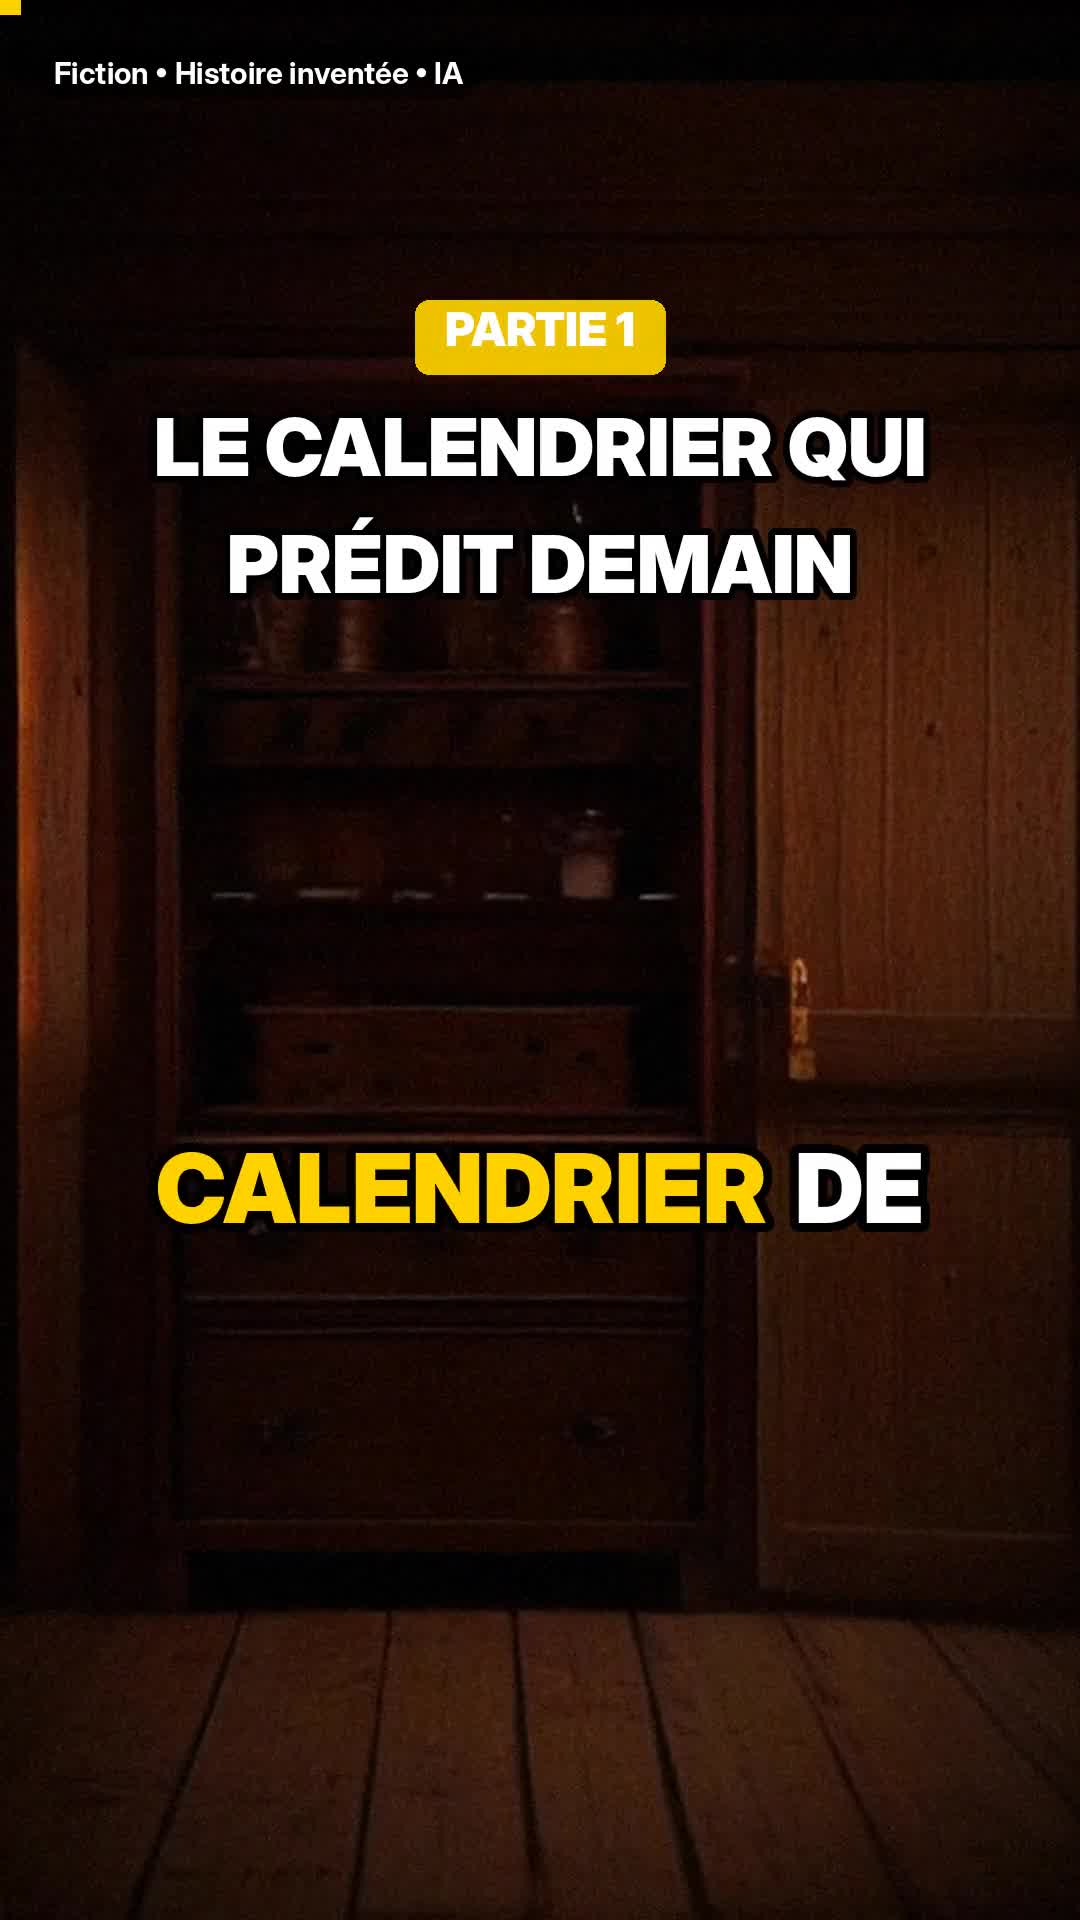 Fiction • Histoire inventée • IA
PARTIE 1
LE CALENDRIER QUI
PRÉDIT DEMAIN
CALENDRIER DE